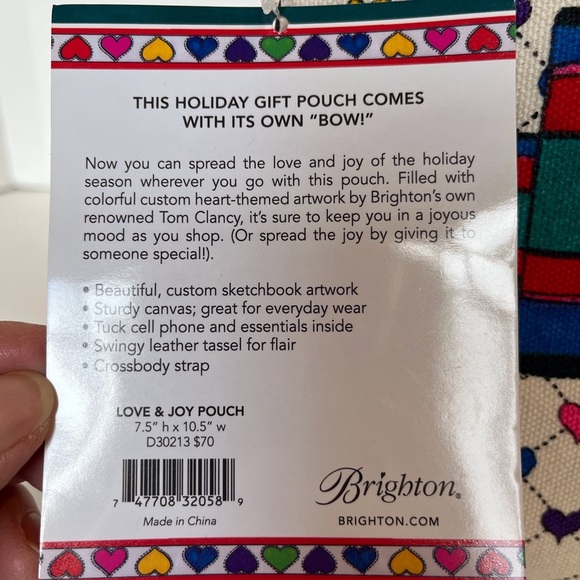 THIS HOLIDAY GIFT POUCH COMES
WITH ITS OWN “BOW!”
Now you can spread the love and joy of the holiday
season wherever you go with this pouch. Filled with
colorful custom heart-themed artwork by Brighton’s own
renowned Tom Clancy, it’s sure to keep you in a joyous
mood as you shop. (Or spread the joy by giving it to
someone special!).
• Beautiful, custom sketchbook artwork
• Sturdy canvas; great for everyday wear
• Tuck cell phone and essentials inside
• Swingy leather tassel for flair
• Crossbody strap
LOVE & JOY POUCH
7.5” h x 10.5” w
D30213 $70
7 47708 32058 9
Made in China
Brighton®
BRIGHTON.COM